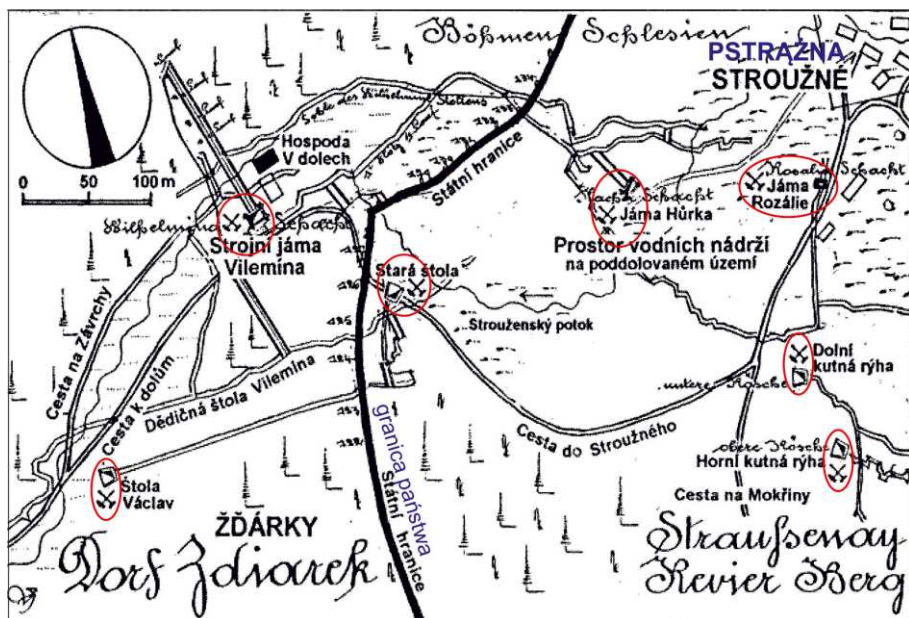 Böhmen Schlesien
PSTRĄŻNA
STROUŽNÉ
0 50 100 m
Hospoda
V dolech
Státní hranice
Rosalie Schacht
Jáma
Rozálie
Schacht
Jáma Hůrka
Wilhelmina Schacht
Strojní jáma
Vilemína
Prostor vodních nádrží
na poddolovaném území
Stará štola
Strouženský potok
Cesta na Závrchy
Cesta k dolům
Dědičná štola Vilemína
Dolní
kutná rýha
untere Rösche
Cesta do Stroužného
granica państwa
Státní hranice
obere Rösche
Horní kutná rýha
Cesta na Mokřiny
Štola
Václav
ŽĎÁRKY
Dorf Zdiarek
Straußenay
Revier Berg